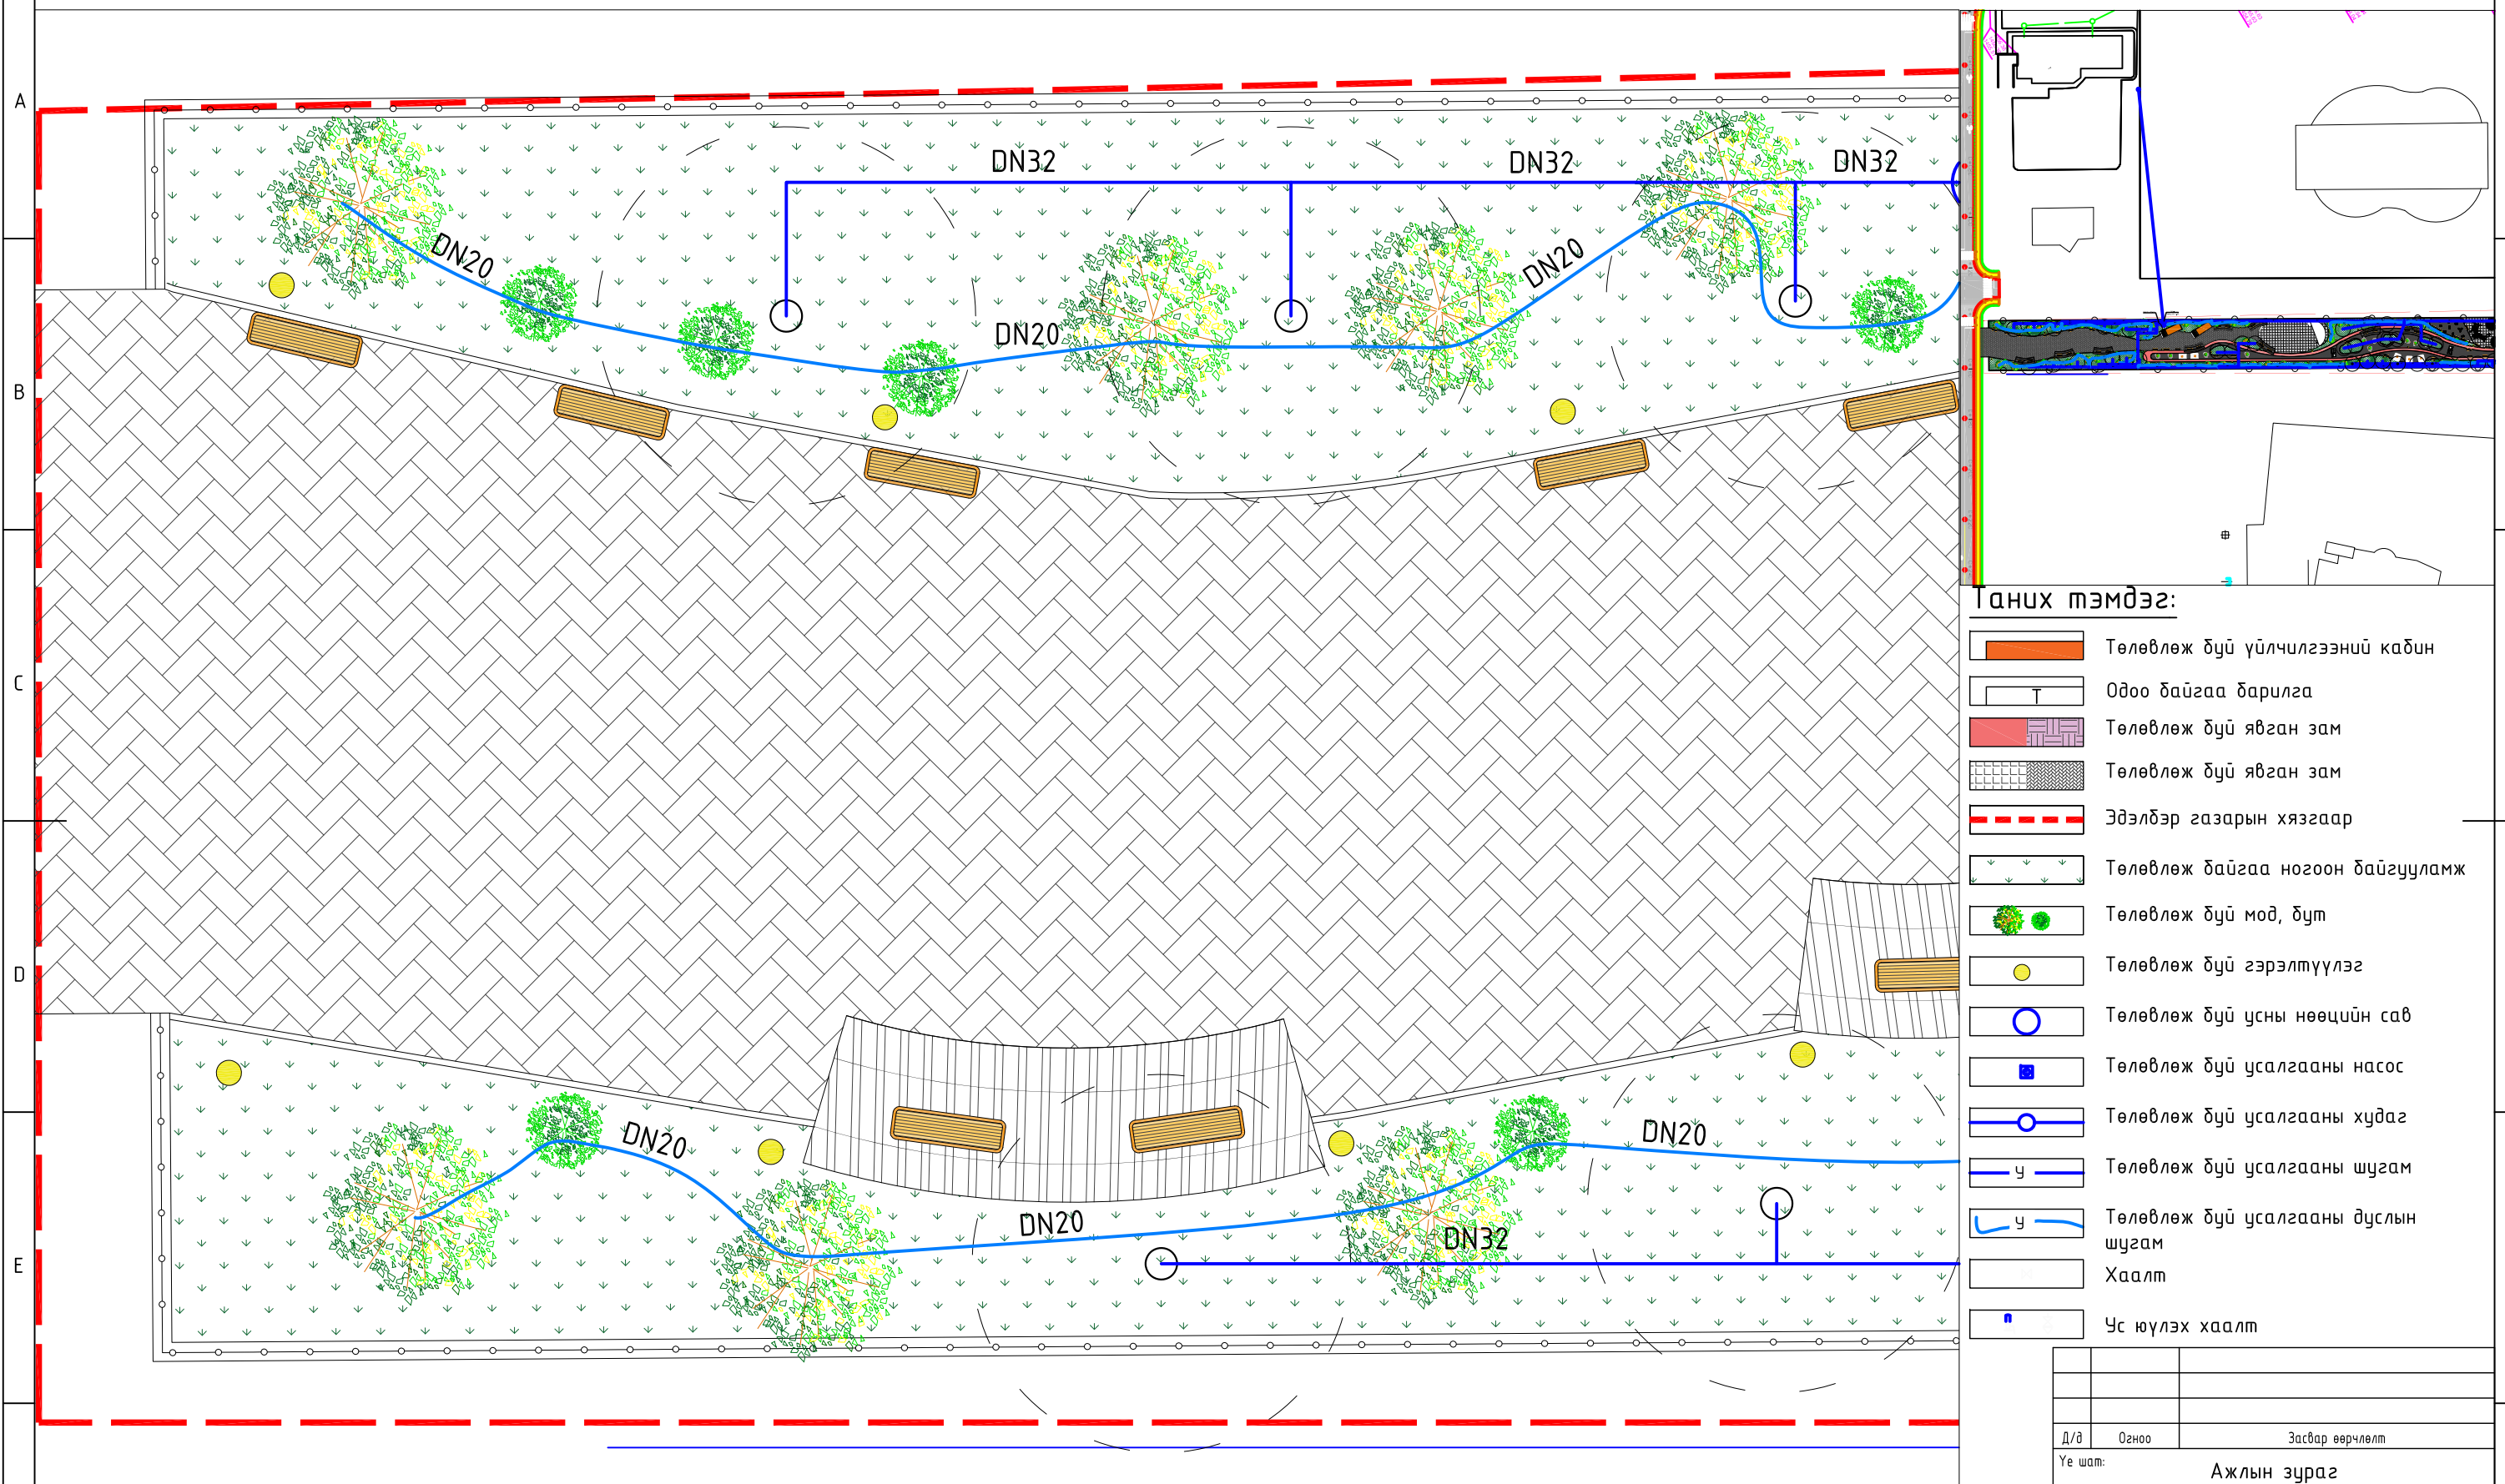 A
DN32
DN32
DN32
DN20
DN20
DN20
B
C
D
DN20
DN20
DN20
DN32
E
Таних тэмдэг:
Төлөвлөж буй үйлчилгээний кабин
Т
Одоо байгаа барилга
Төлөвлөж буй явган зам
Төлөвлөж буй явган зам
Эдэлбэр газарын хязгаар
Төлөвлөж байгаа ногоон байгууламж
Төлөвлөж буй мод, бут
Төлөвлөж буй гэрэлтүүлэг
Төлөвлөж буй усны нөөцийн сав
Төлөвлөж буй усалгааны насос
Төлөвлөж буй усалгааны худаг
У
Төлөвлөж буй усалгааны шугам
У
Төлөвлөж буй усалгааны дуслын
шугам
Хаалт
Ус юүлэх хаалт
Д/д
Огноо
Засвар өөрчлөлт
Үе шат:
Ажлын зураг